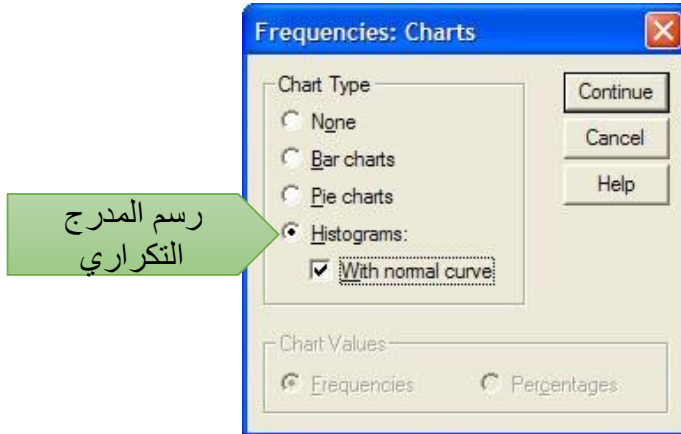 Frequencies: Charts
Chart Type
None
Bar charts
Pie charts
Histograms:
With normal curve
Continue
Cancel
Help
رسم المدرج
التكراري
Chart Values
Frequencies
Percentages